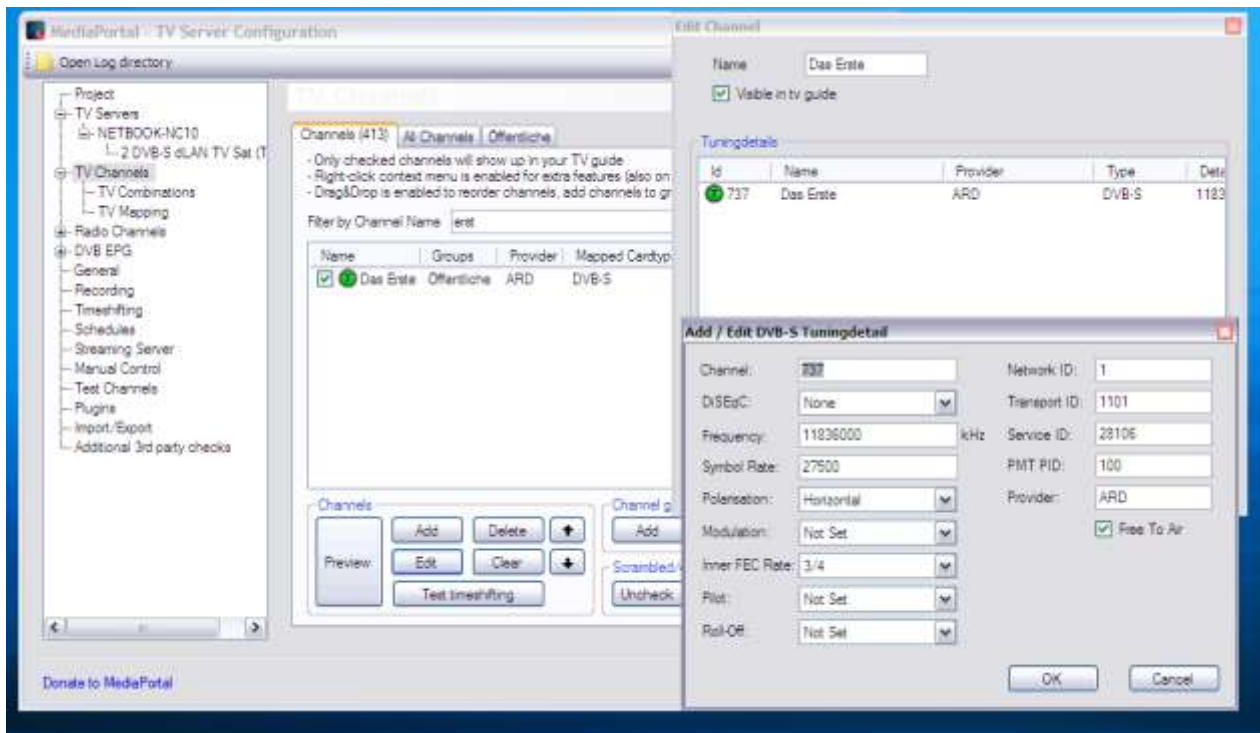 MediaPortal - TV Server Configuration
Open Log directory
Project
TV Servers
NETBOOK-NC10
2 DVB-S dLAN TV Sat (T
TV Channels
TV Combinations
TV Mapping
Radio Channels
DVB EPG
General
Recording
Timeshifting
Schedules
Streaming Server
Manual Control
Test Channels
Plugins
Import/Export
Additional 3rd party checks
Donate to MediaPortal
TV Channels
Channels (413) All Channels Öffentliche
- Only checked channels will show up in your TV guide
- Right-click context menu is enabled for extra features (also on
- Drag&Drop is enabled to reorder channels, add channels to gr
Filter by Channel Name erst
Name Groups Provider Mapped Cardtyp
Das Erste Öffentliche ARD DVB-S
Channels
Preview Add Delete
Edit Clear
Test timeshifting
Channel g
Add
Scrambled/
Uncheck
Edit Channel
Name Das Erste
Visible in tv guide
Tuningdetails
Id Name Provider Type Deta
737 Das Erste ARD DVB-S 1183
Add / Edit DVB-S Tuningdetail
Channel: 737 Network ID: 1
DiSEqC: None Transport ID: 1101
Frequency: 11836000 kHz Service ID: 28106
Symbol Rate: 27500 PMT PID: 100
Polarisation: Horizontal Provider: ARD
Modulation: Not Set Free To Air
Inner FEC Rate: 3/4
Pilot: Not Set
Roll-Off: Not Set
OK Cancel